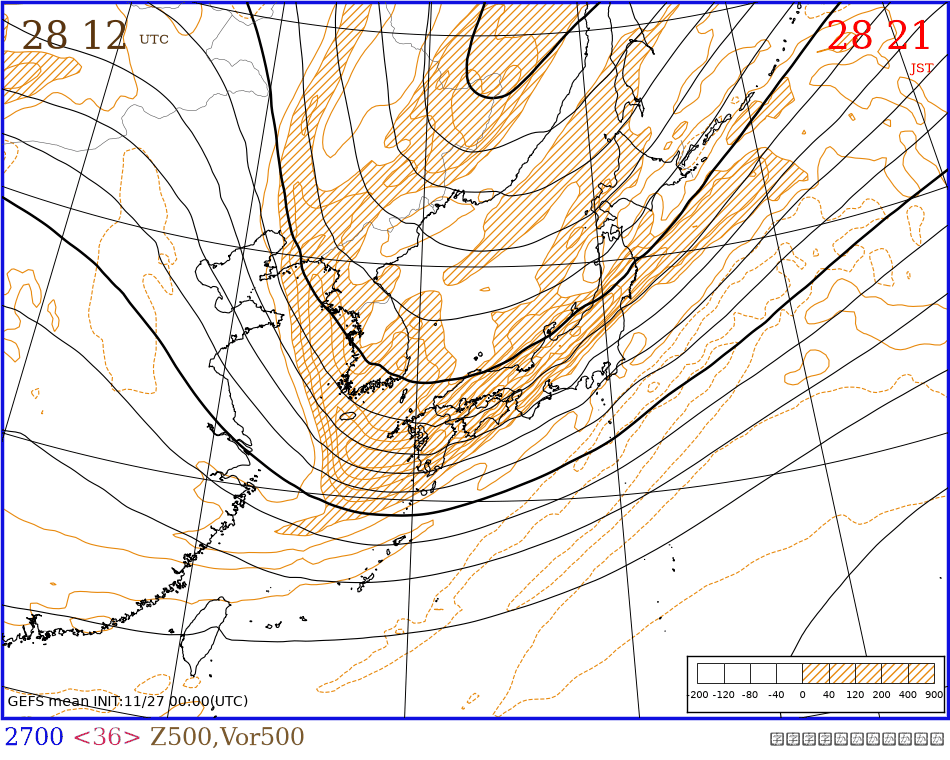 28 12 UTC
28 21
JST
-200 -120 -80 -40 0 40 120 200 400 900
GEFS mean INIT:11/27 00:00(UTC)
2700 <36> Z500,Vor500